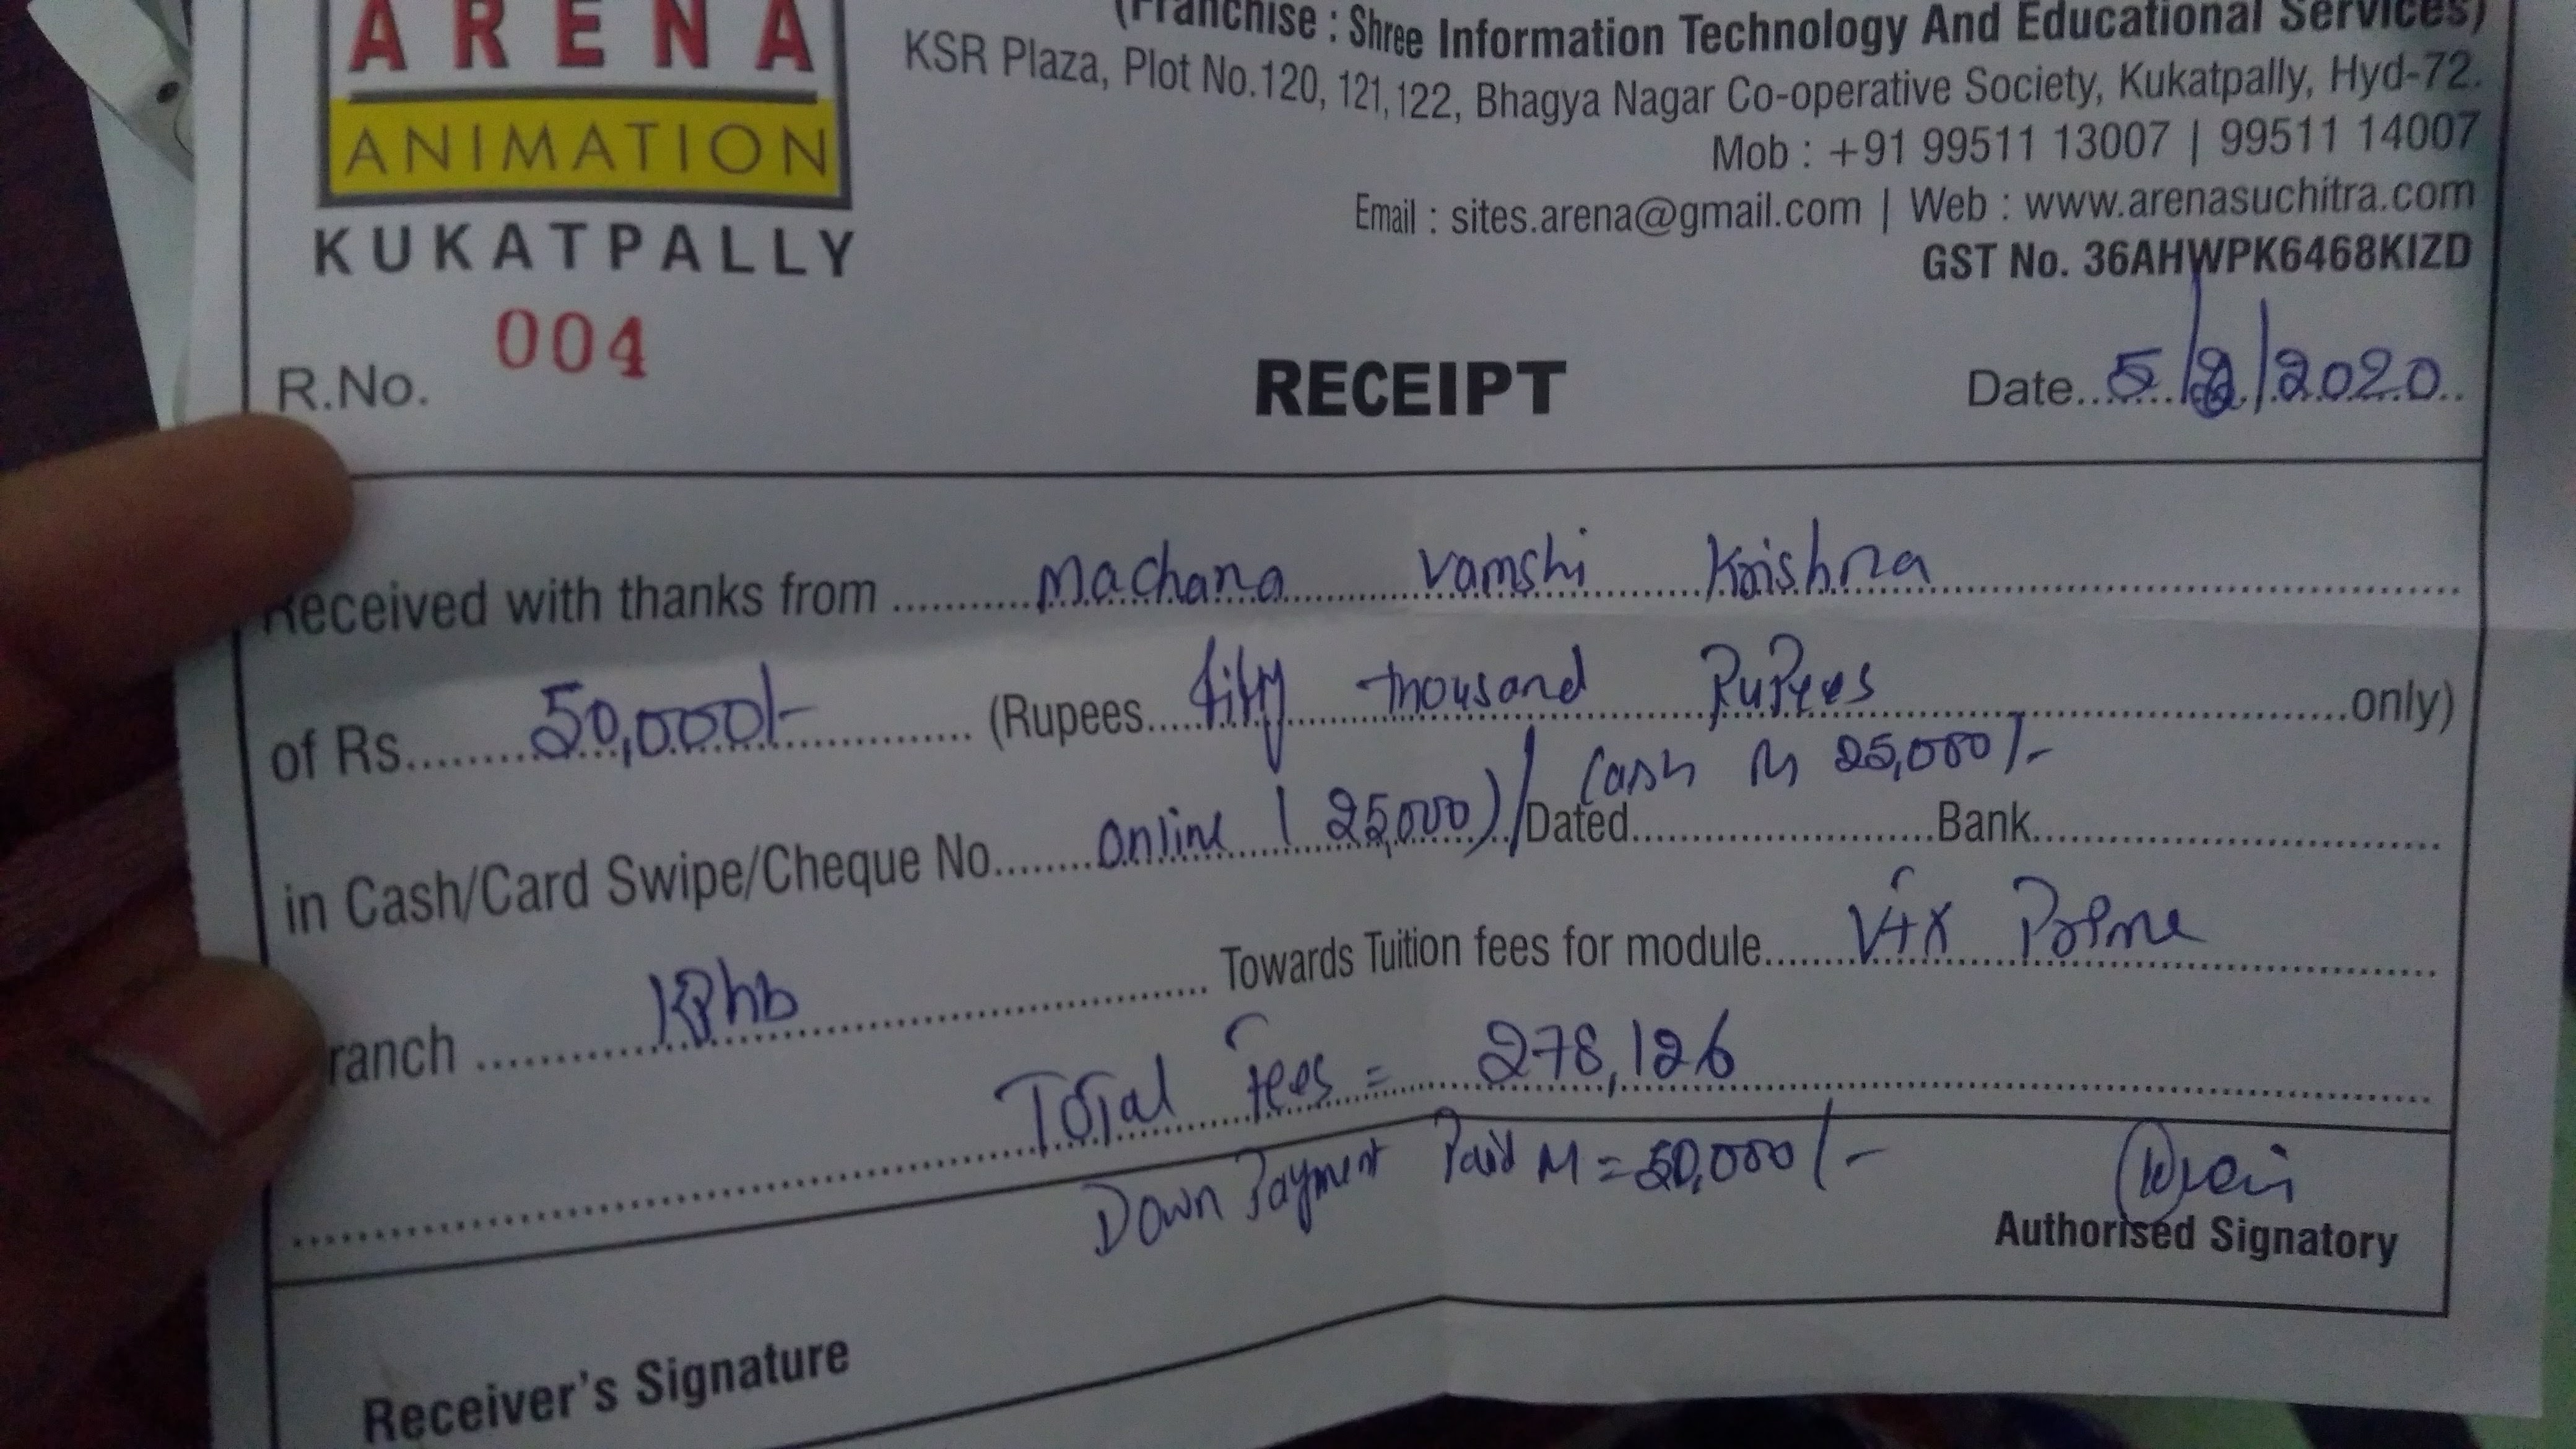 ARENA
ANIMATION
KUKATPALLY
(Franchise : Shree Information Technology And Educational Services)
KSR Plaza, Plot No.120, 121,122, Bhagya Nagar Co-operative Society, Kukatpally, Hyd-72.
Mob : +91 99511 13007 | 99511 14007
Email : sites.arena@gmail.com | Web : www.arenasuchitra.com
GST No. 36AHWPK6468KIZD
R.No. 004
RECEIPT
Date 5/2/2020
Received with thanks from Machana Vamshi Krishna
of Rs. 50,000/- (Rupees fifty thousand Rupees only)
Cash 25,000/-
in Cash/Card Swipe/Cheque No. online (25,000)/ Dated Bank
ranch KPhb Towards Tuition fees for module VFX Prime
Total Fees = 278,126
Down Payment Paid = 50,000/-
Authorised Signatory
Receiver's Signature